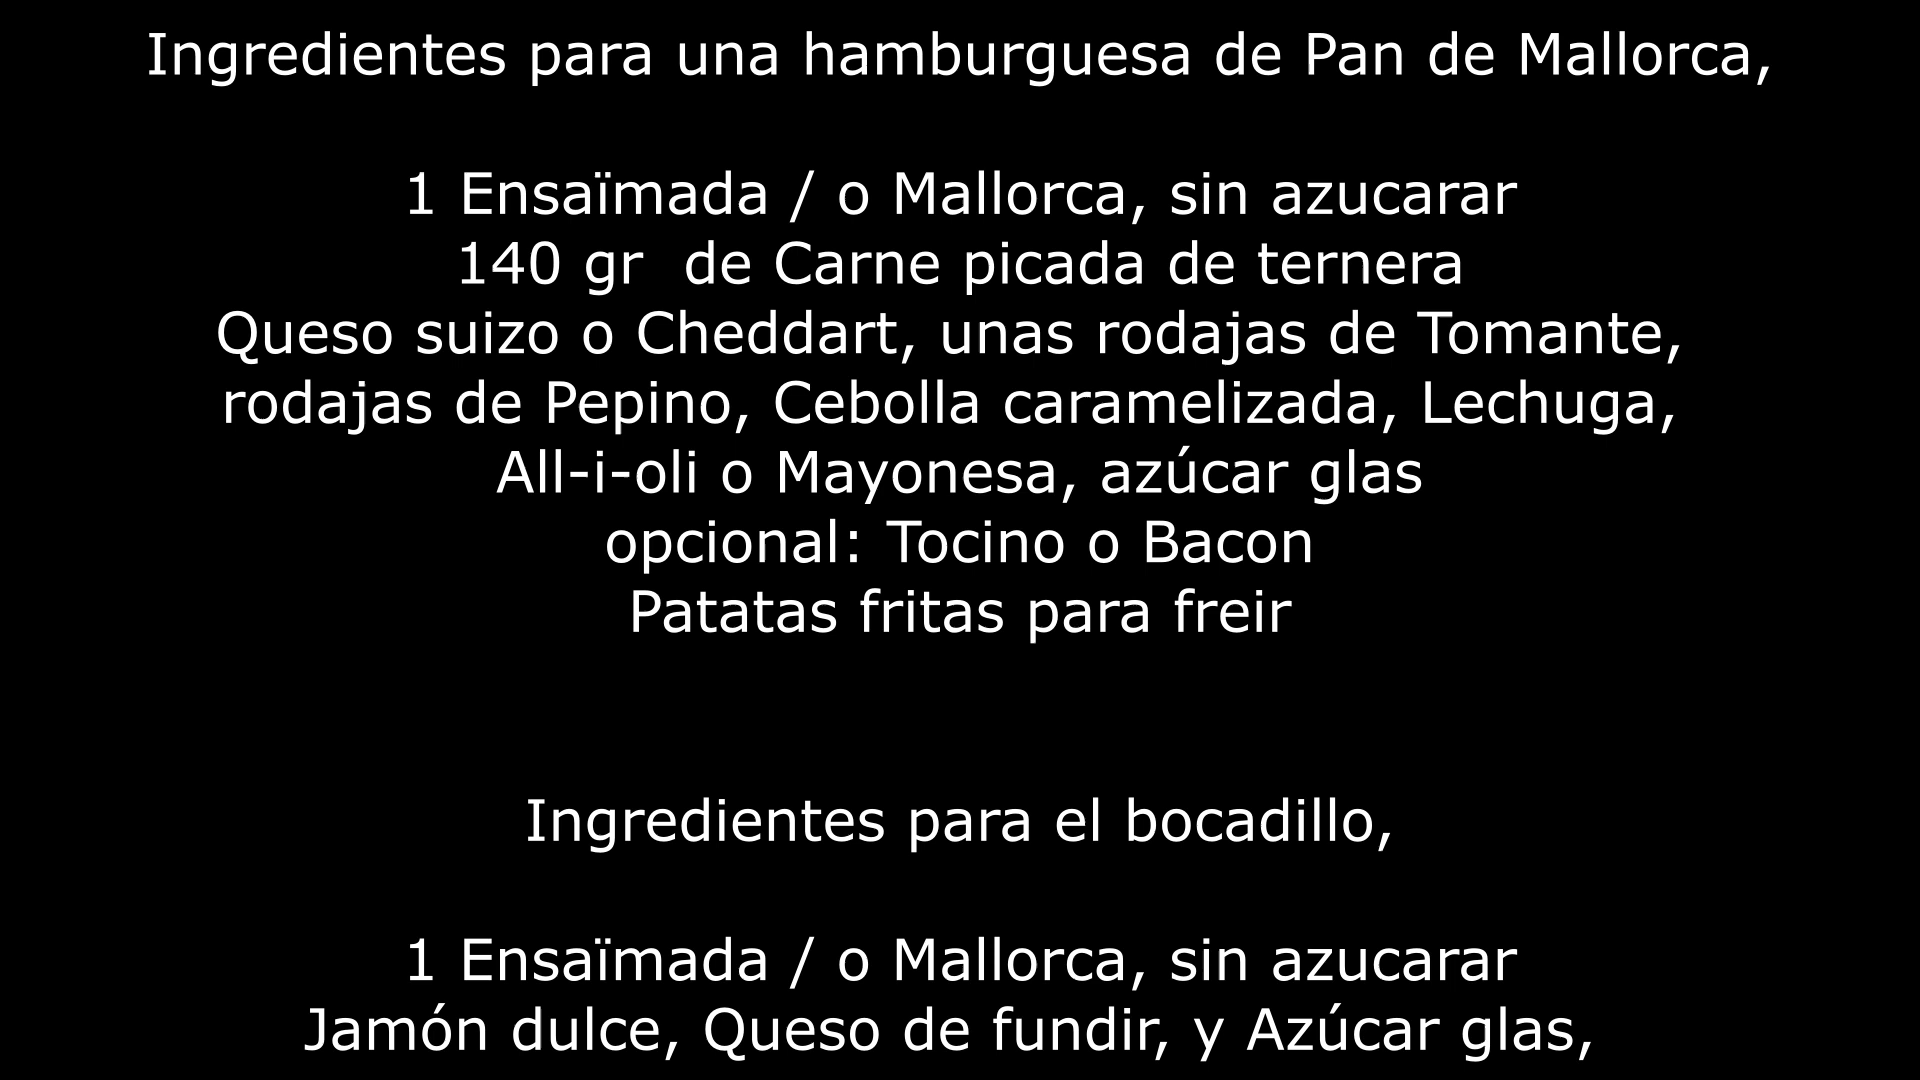 Ingredientes para una hamburguesa de Pan de Mallorca,
1 Ensaïmada / o Mallorca, sin azucarar
140 gr  de Carne picada de ternera
Queso suizo o Cheddart, unas rodajas de Tomante,
rodajas de Pepino, Cebolla caramelizada, Lechuga,
All-i-oli o Mayonesa, azúcar glas
opcional: Tocino o Bacon
Patatas fritas para freir
Ingredientes para el bocadillo,
1 Ensaïmada / o Mallorca, sin azucarar
Jamón dulce, Queso de fundir, y Azúcar glas,